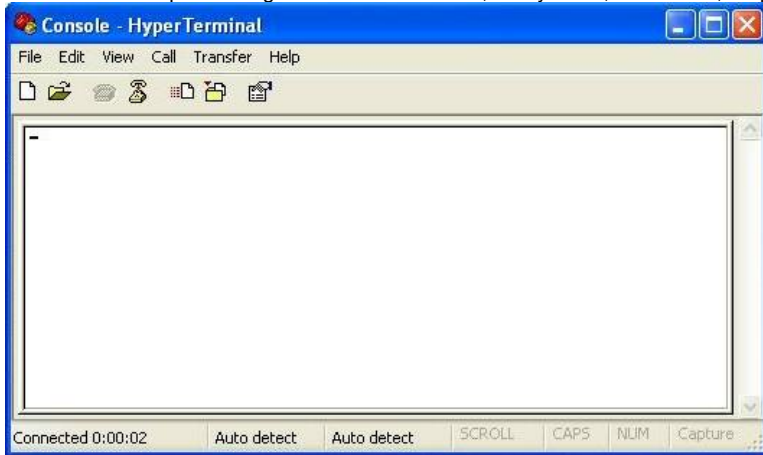 Console - HyperTerminal
File Edit View Call Transfer Help
Connected 0:00:02 Auto detect Auto detect SCROLL CAPS NUM Capture